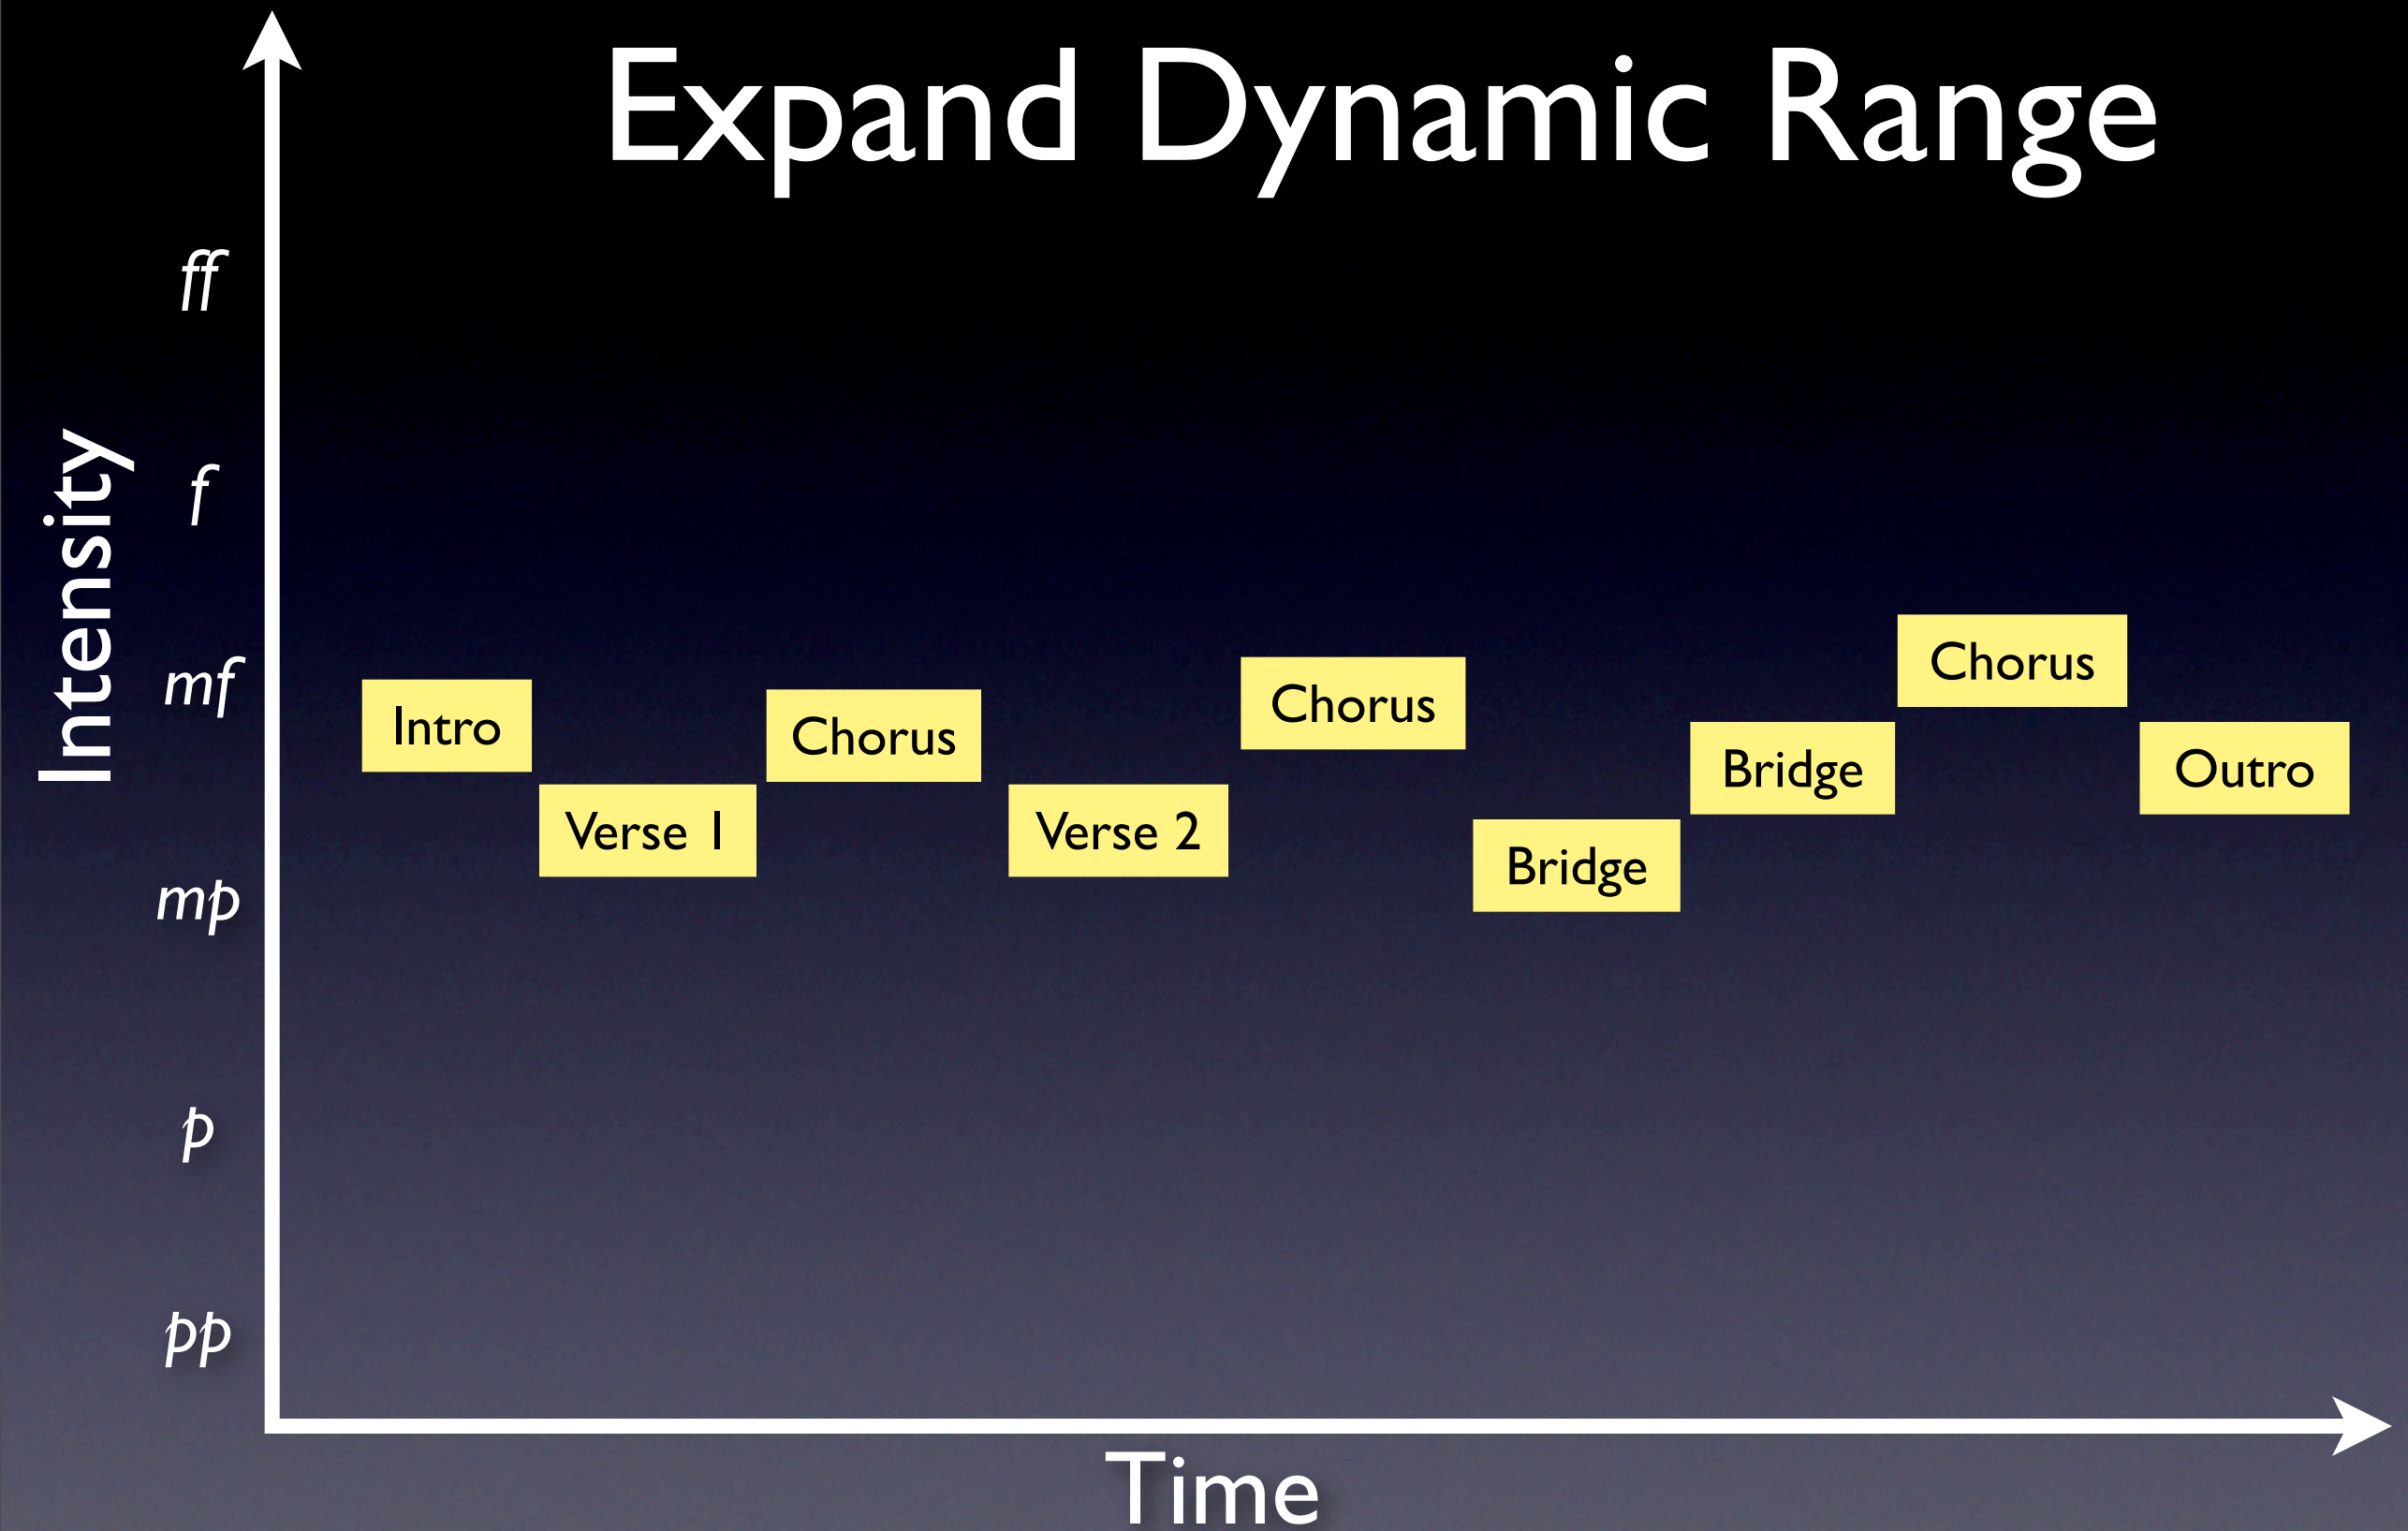 Expand Dynamic Range
Intensity
ff
f
mf
mp
p
pp
Intro
Verse 1
Chorus
Verse 2
Chorus
Bridge
Bridge
Chorus
Outro
Time